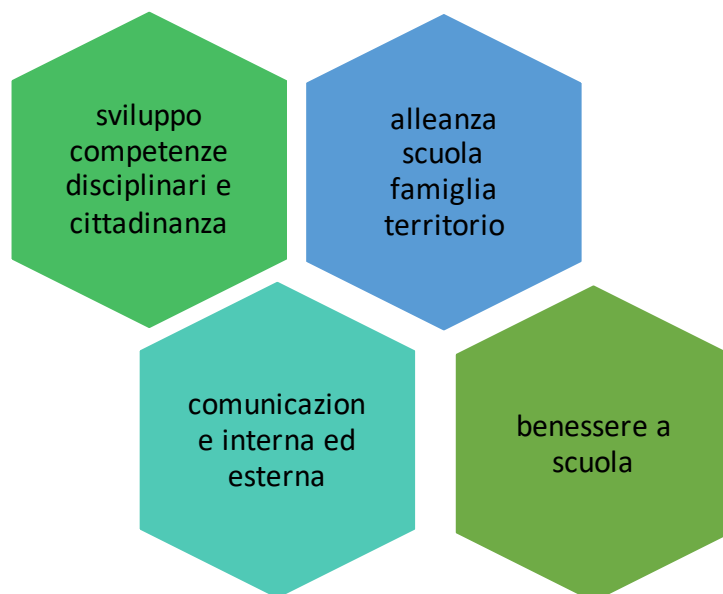 sviluppo
competenze
disciplinari e
cittadinanza
alleanza
scuola
famiglia
territorio
comunicazion
e interna ed
esterna
benessere a
scuola